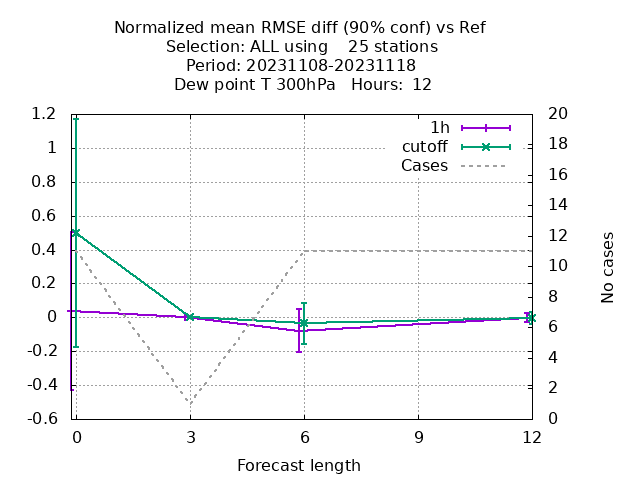 Normalized mean RMSE diff (90% conf) vs Ref
Selection: ALL using    25 stations
Period: 20231108-20231118
Dew point T 300hPa   Hours:  12
1.2
1
0.8
0.6
0.4
0.2
0
-0.2
-0.4
-0.6
1h
cutoff
Cases
20
18
16
14
12
10
8
6
4
2
0
No cases
0 3 6 9 12
Forecast length